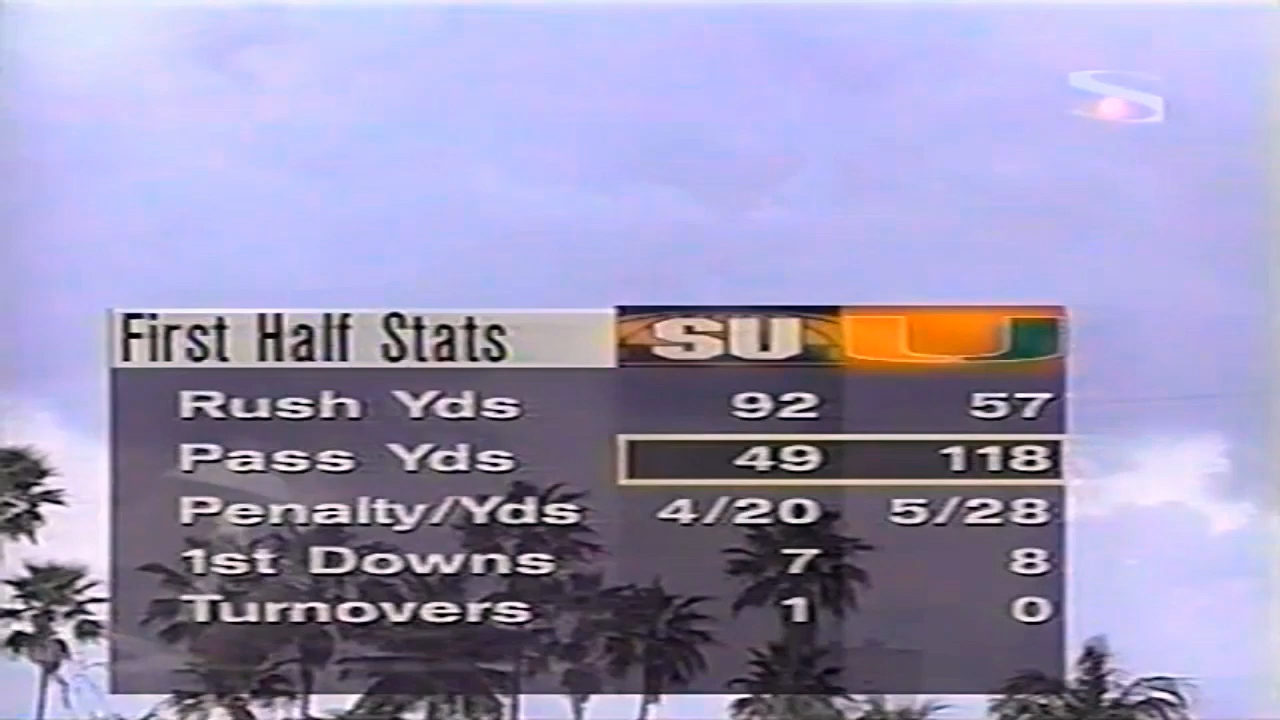 S
First Half Stats SU U
Rush Yds 92 57
Pass Yds 49 118
Penalty/Yds 4/20 5/28
1st Downs 7 8
Turnovers 1 0